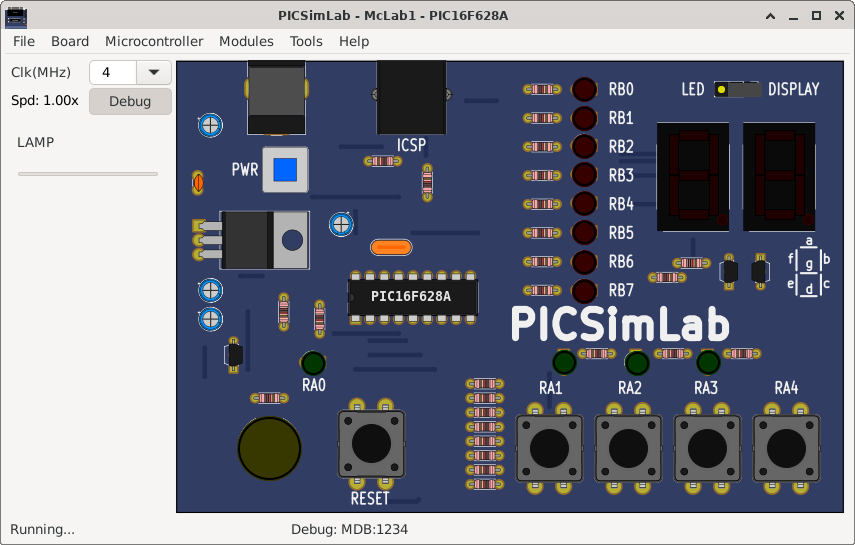 PICSimLab - McLab1 - PIC16F628A
File Board Microcontroller Modules Tools Help
Clk(MHz) 4
Spd: 1.00x Debug
LAMP
ICSP
PWR
RB0
RB1
RB2
RB3
RB4
RB5
RB6
RB7
LED DISPLAY
a
f b
g
e c
d
PIC16F628A
PICSimLab
RA0
RA1 RA2 RA3 RA4
RESET
Running... Debug: MDB:1234